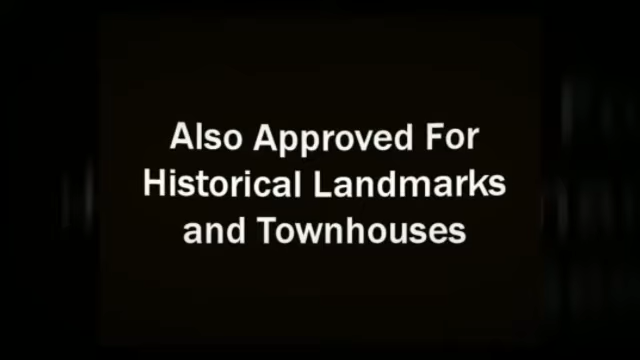 Also Approved For
Historical Landmarks
and Townhouses